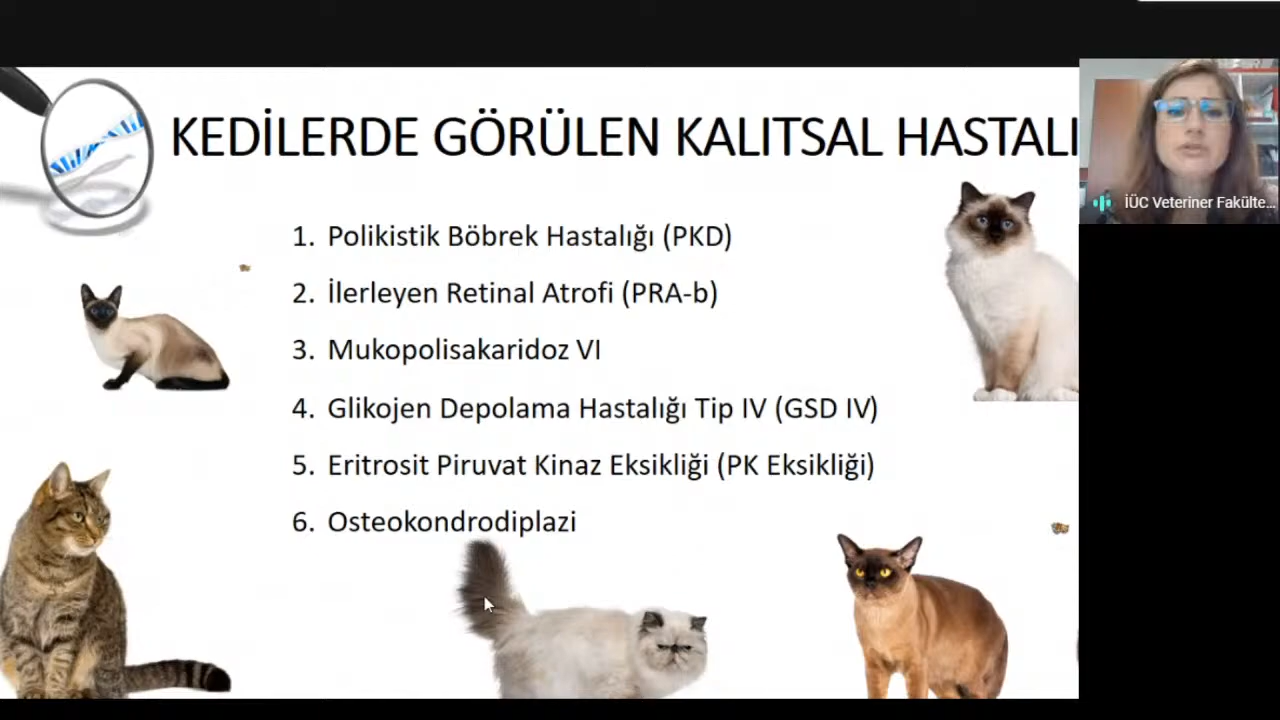 KEDİLERDE GÖRÜLEN KALITSAL HASTALI
1. Polikistik Böbrek Hastalığı (PKD)
2. İlerleyen Retinal Atrofi (PRA-b)
3. Mukopolisakaridoz VI
4. Glikojen Depolama Hastalığı Tip IV (GSD IV)
5. Eritrosit Piruvat Kinaz Eksikliği (PK Eksikliği)
6. Osteokondrodiplazi
İÜC Veteriner Fakülte...